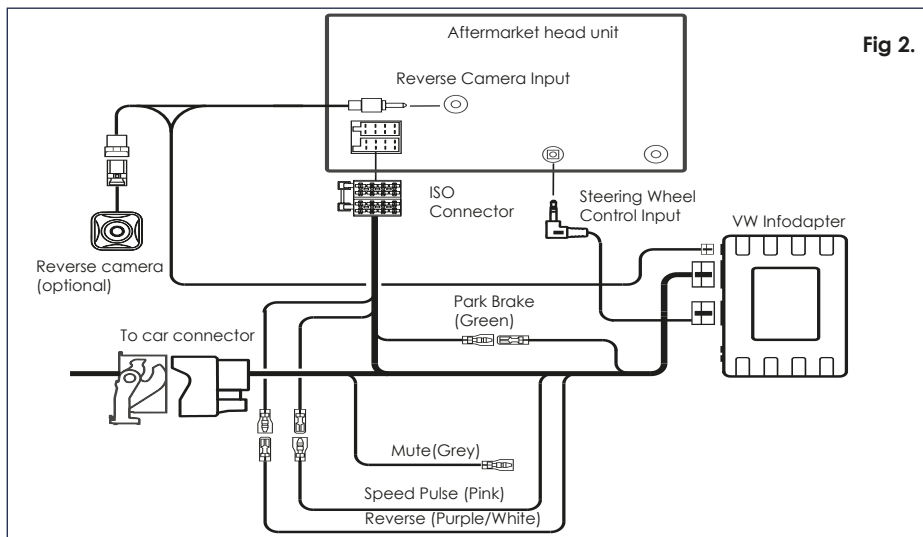 Aftermarket head unit
Fig 2.
Reverse Camera Input
ISO
Connector
Steering Wheel
Control Input
VW Infodapter
Reverse camera
(optional)
Park Brake
(Green)
To car connector
Mute(Grey)
Speed Pulse (Pink)
Reverse (Purple/White)